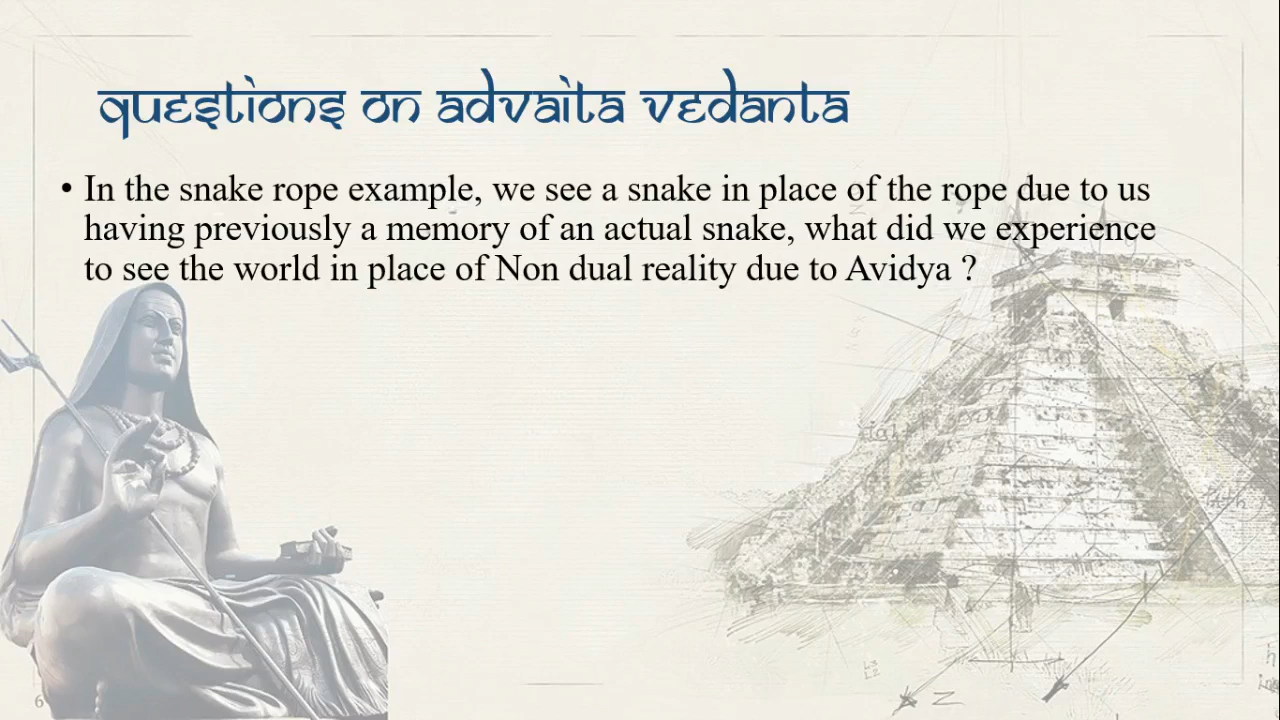 Questions on Advaita Vedanta
• In the snake rope example, we see a snake in place of the rope due to us
having previously a memory of an actual snake, what did we experience
to see the world in place of Non dual reality due to Avidya ?
6